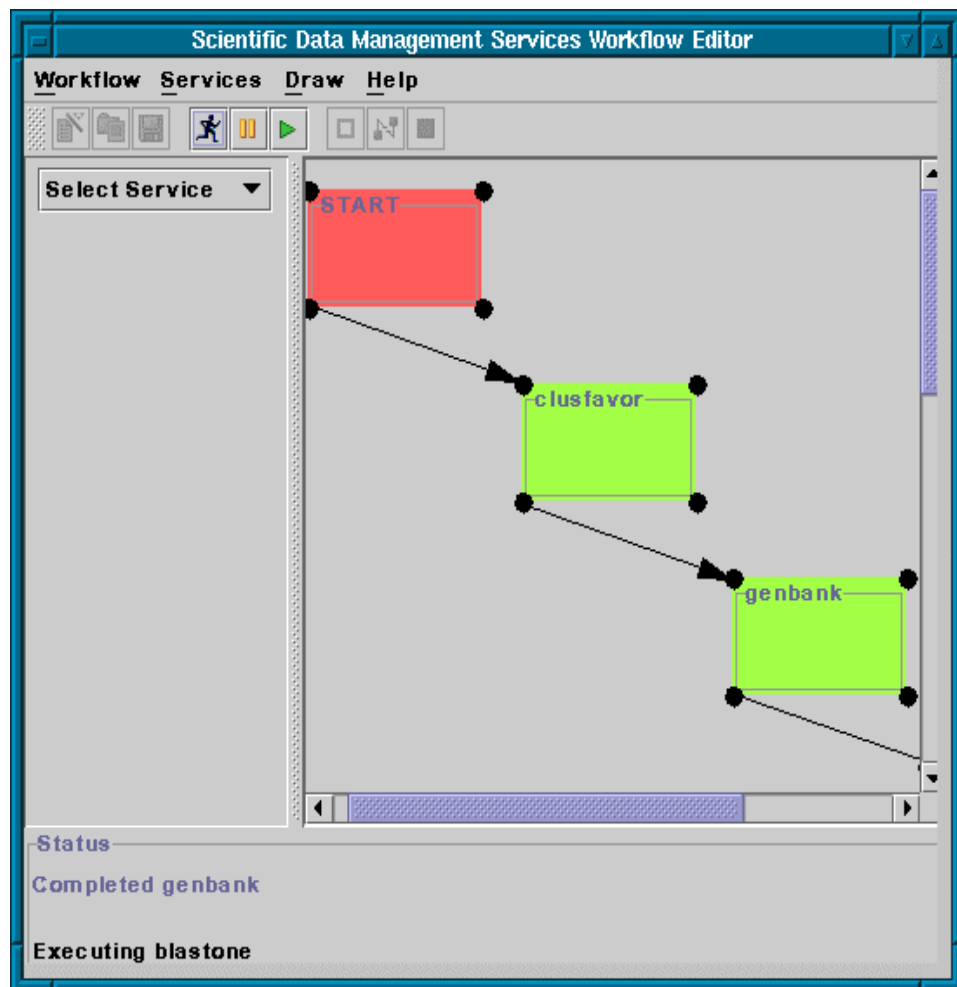 Scientific Data Management Services Workflow Editor
Workflow Services Draw Help
Select Service
START
clusfavor
genbank
Status
Completed genbank
Executing blastone